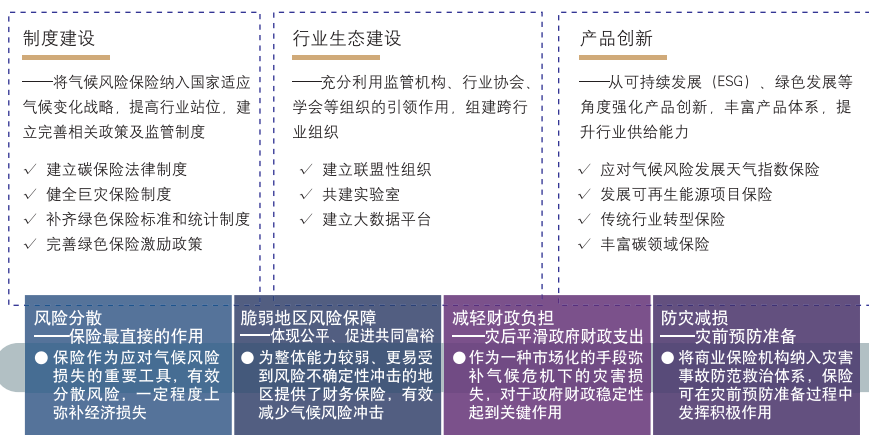 制度建设
——将气候风险保险纳入国家适应
气候变化战略，提高行业站位，建
立完善相关政策及监管制度
✓ 建立碳保险法律制度
✓ 健全巨灾保险制度
✓ 补齐绿色保险标准和统计制度
✓ 完善绿色保险激励政策
行业生态建设
——充分利用监管机构、行业协会、
学会等组织的引领作用，组建跨行
业组织
✓ 建立联盟性组织
✓ 共建实验室
✓ 建立大数据平台
产品创新
——从可持续发展（ESG）、绿色发展等
角度强化产品创新，丰富产品体系，提
升行业供给能力
✓ 应对气候风险发展天气指数保险
✓ 发展可再生能源项目保险
✓ 传统行业转型保险
✓ 丰富碳领域保险
风险分散
——保险最直接的作用
● 保险作为应对气候风险
损失的重要工具，有效
分散风险，一定程度上
弥补经济损失
脆弱地区风险保障
——体现公平、促进共同富裕
● 为整体能力较弱、更易受
到风险不确定性冲击的地
区提供了财务保险，有效
减少气候风险冲击
减轻财政负担
——灾后平滑政府财政支出
● 作为一种市场化的手段弥
补气候危机下的灾害损
失，对于政府财政稳定性
起到关键作用
防灾减损
——灾前预防准备
● 将商业保险机构纳入灾害
事故防范救治体系，保险
可在灾前预防准备过程中
发挥积极作用